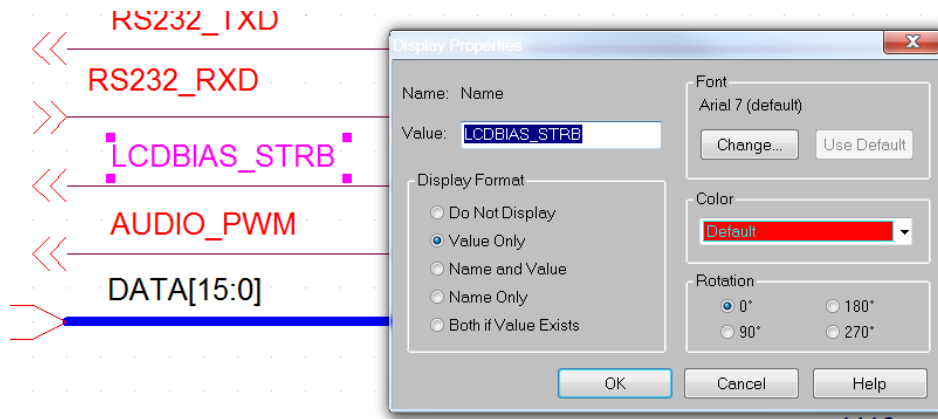 RS232_TXD
RS232_RXD
LCDBIAS_STRB
AUDIO_PWM
DATA[15:0]
Display Properties
Name: Name
Value: LCDBIAS_STRB
Display Format
Do Not Display
Value Only
Name and Value
Name Only
Both if Value Exists
Font
Arial 7 (default)
Change...
Use Default
Color
Default
Rotation
0°
180°
90°
270°
OK
Cancel
Help